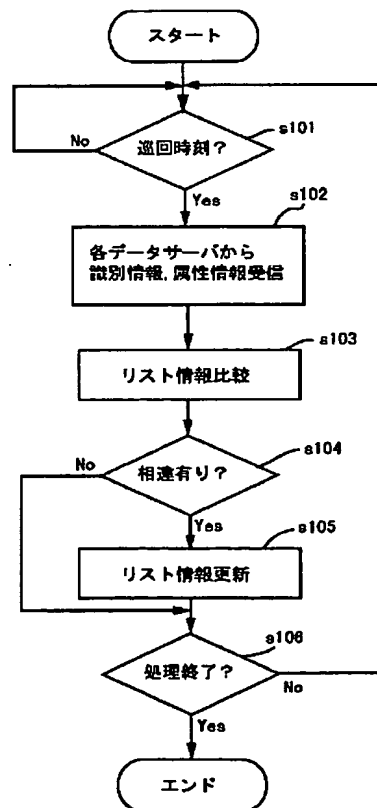 スタート
s101
No
巡回時刻？
Yes
s102
各データサーバから
識別情報,属性情報受信
s103
リスト情報比較
s104
No
相違有り？
Yes
s105
リスト情報更新
s106
処理終了？
No
Yes
エンド